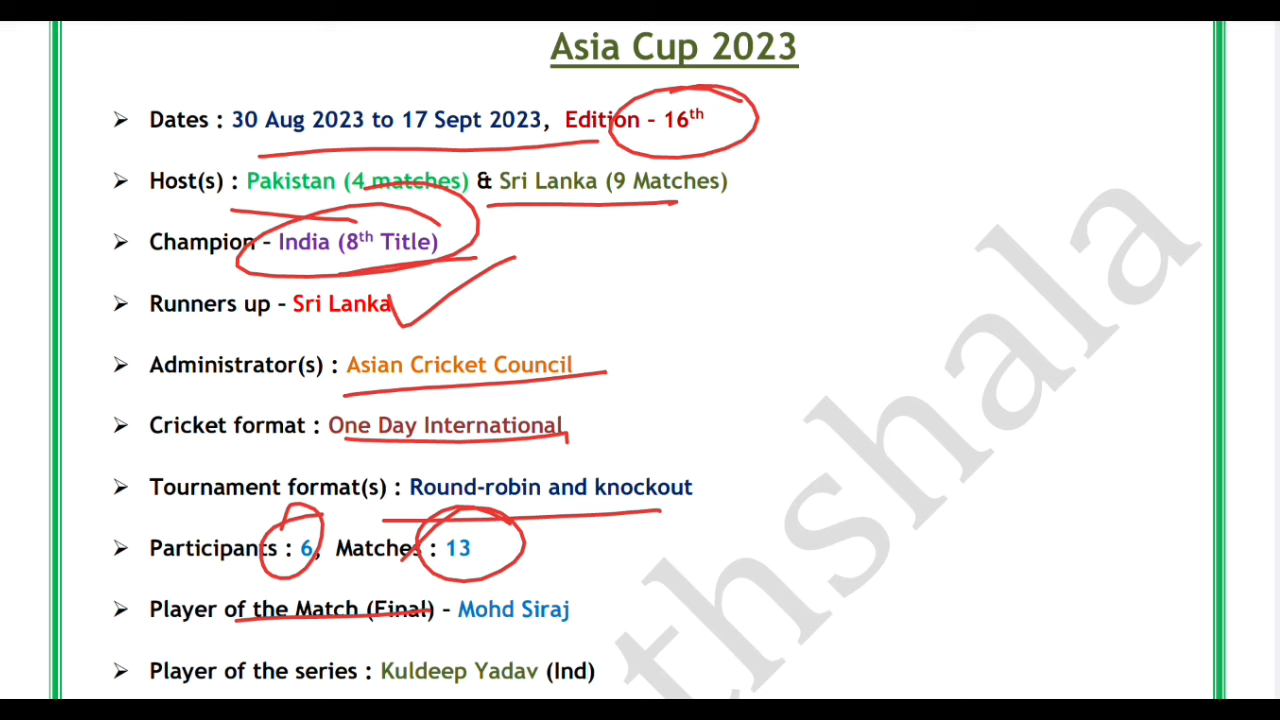 Asia Cup 2023
➢ Dates : 30 Aug 2023 to 17 Sept 2023, Edition – 16th
➢ Host(s) : Pakistan (4 matches) & Sri Lanka (9 Matches)
➢ Champion – India (8th Title)
➢ Runners up – Sri Lanka
➢ Administrator(s) : Asian Cricket Council
➢ Cricket format : One Day International
➢ Tournament format(s) : Round-robin and knockout
➢ Participants : 6, Matches : 13
➢ Player of the Match (Final) – Mohd Siraj
➢ Player of the series : Kuldeep Yadav (Ind)
thshala